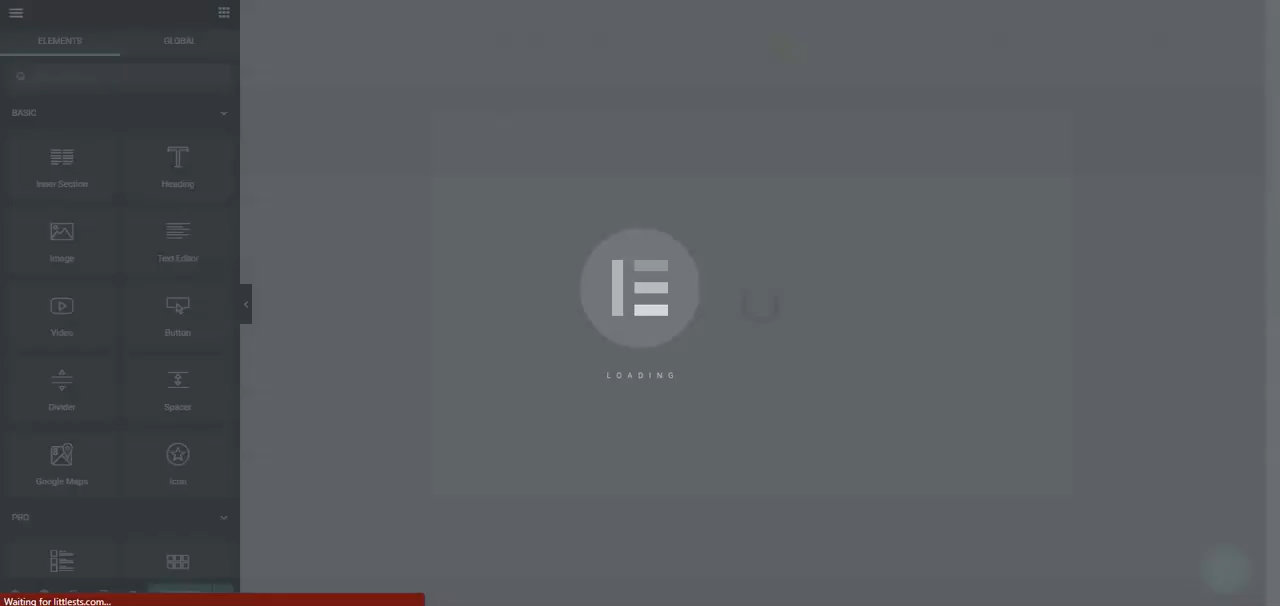 ELEMENTS
GLOBAL
BASIC
Inner Section
Heading
Image
Text Editor
Video
Button
Divider
Spacer
Google Maps
Icon
PRO
LOADING
Waiting for littlests.com...